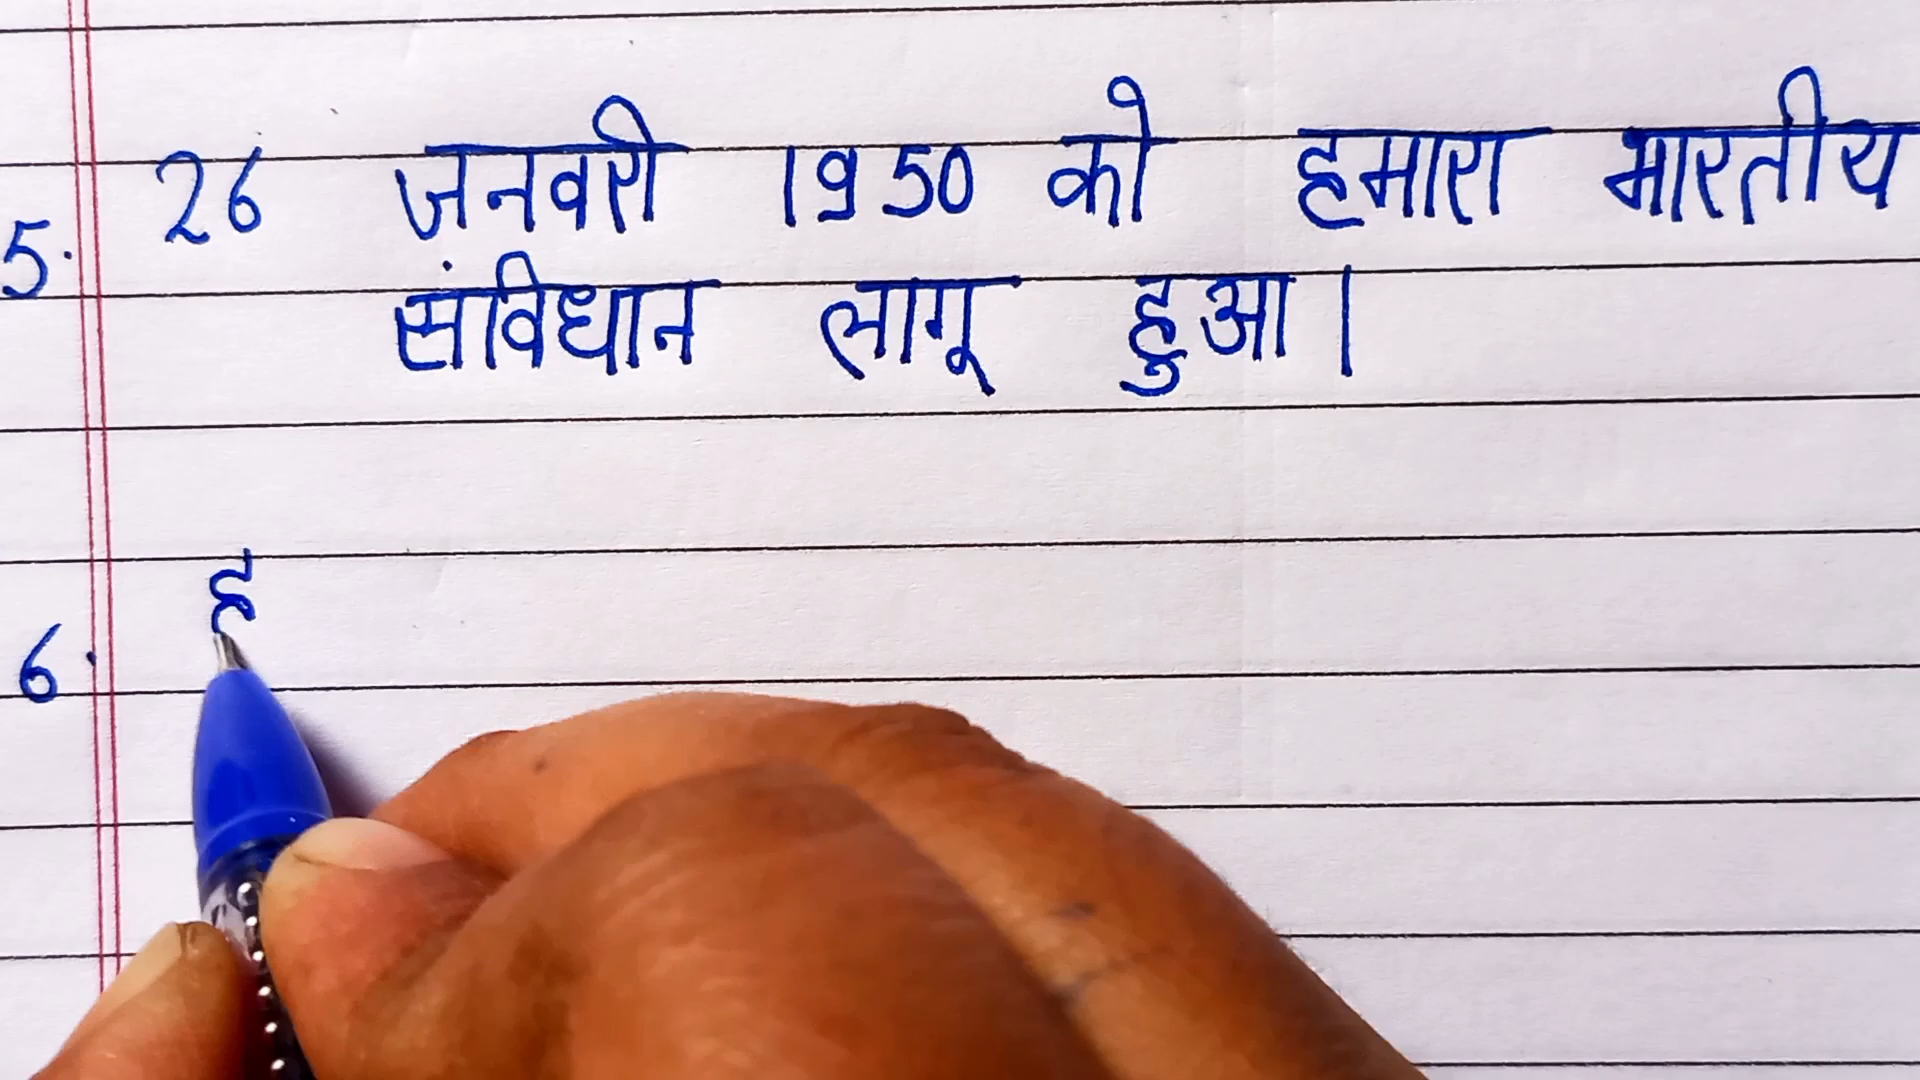 5. 26 जनवरी 1950 को हमारा भारतीय
संविधान लागू हुआ।
6. ह